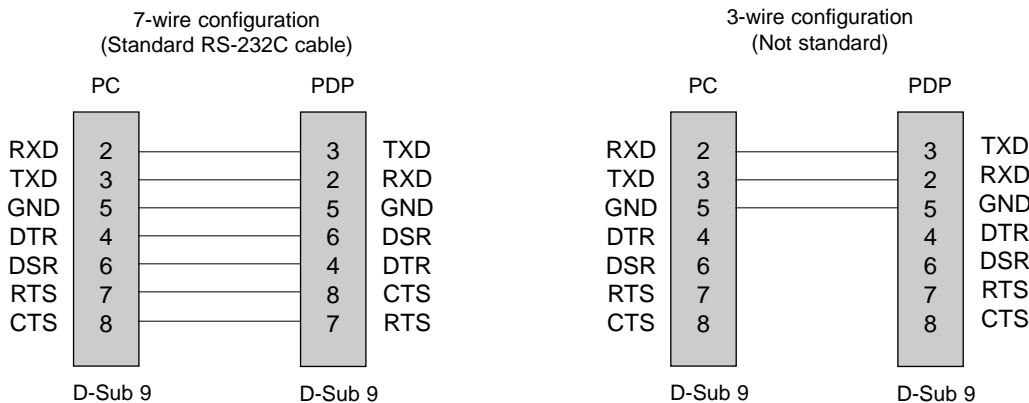 7-wire configuration
(Standard RS-232C cable)
PC PDP
RXD 2 3 TXD
TXD 3 2 RXD
GND 5 5 GND
DTR 4 6 DSR
DSR 6 4 DTR
RTS 7 8 CTS
CTS 8 7 RTS
D-Sub 9 D-Sub 9
3-wire configuration
(Not standard)
PC PDP
RXD 2 3 TXD
TXD 3 2 RXD
GND 5 5 GND
DTR 4 4 DTR
DSR 6 6 DSR
RTS 7 7 RTS
CTS 8 8 CTS
D-Sub 9 D-Sub 9